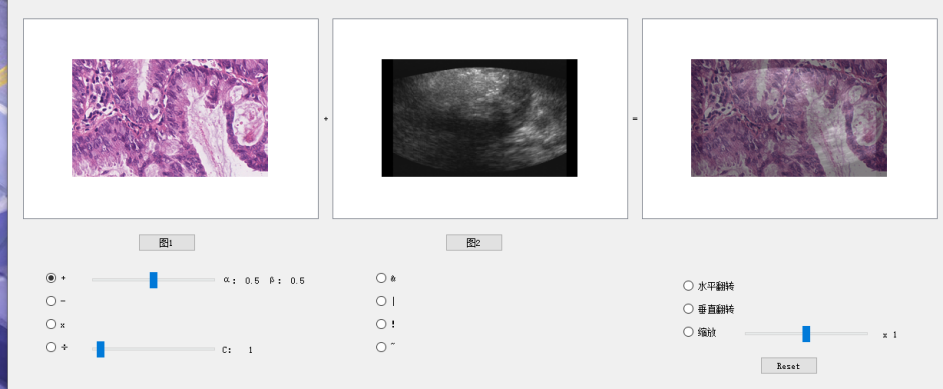 +
=
图1
图2
+
α: 0.5 β: 0.5
-
x
÷
C: 1
&
|
!
~
水平翻转
垂直翻转
缩放
x 1
Reset